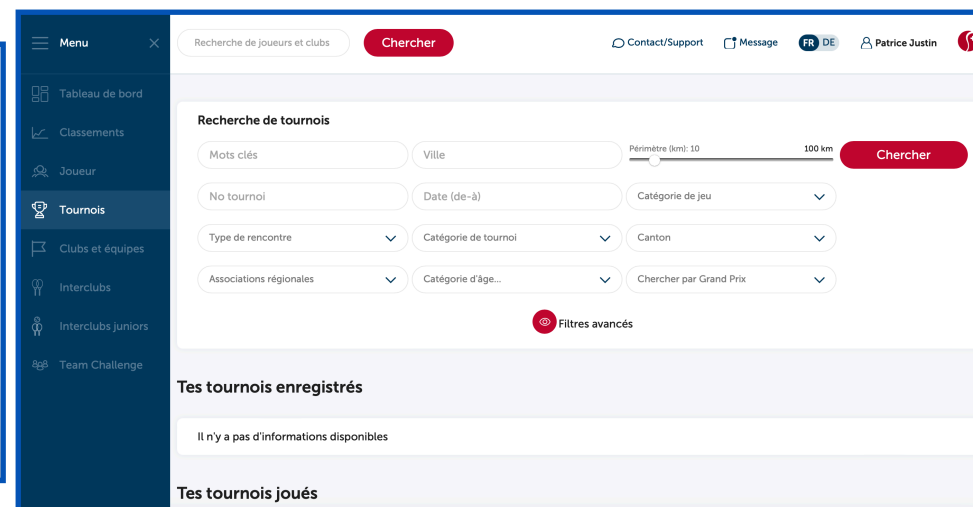 Menu
Recherche de joueurs et clubs
Chercher
Contact/Support
Message
FR DE
Patrice Justin
Tableau de bord
Classements
Joueur
Tournois
Clubs et équipes
Interclubs
Interclubs juniors
Team Challenge
Recherche de tournois
Mots clés
Ville
Périmètre (km): 10
100 km
Chercher
No tournoi
Date (de-à)
Catégorie de jeu
Type de rencontre
Catégorie de tournoi
Canton
Associations régionales
Catégorie d'âge...
Chercher par Grand Prix
Filtres avancés
Tes tournois enregistrés
Il n'y a pas d'informations disponibles
Tes tournois joués